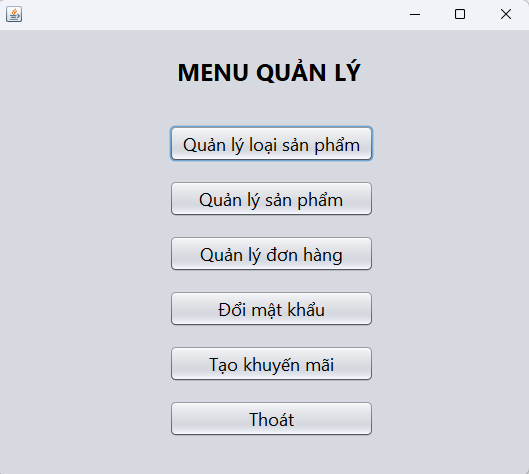 MENU QUẢN LÝ
Quản lý loại sản phẩm
Quản lý sản phẩm
Quản lý đơn hàng
Đổi mật khẩu
Tạo khuyến mãi
Thoát